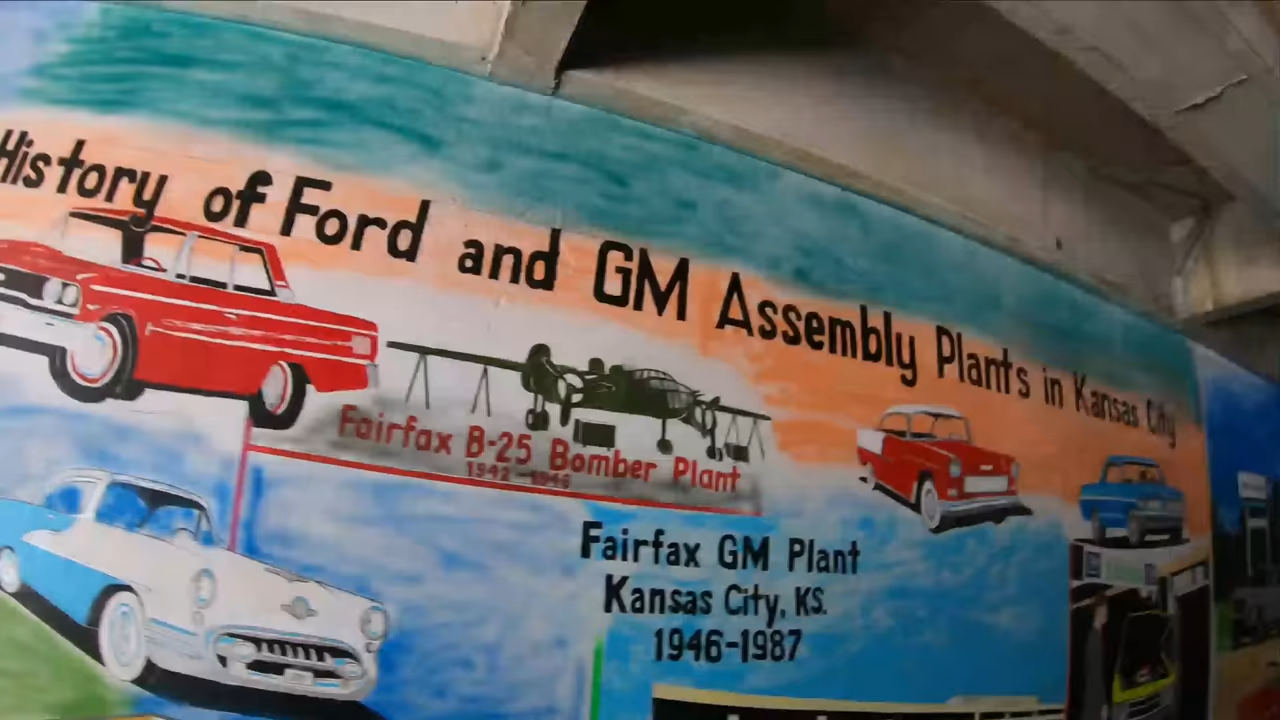 History of Ford and GM Assembly Plants in Kansas City
Fairfax B-25 Bomber Plant
Fairfax GM Plant
Kansas City, KS.
1946-1987